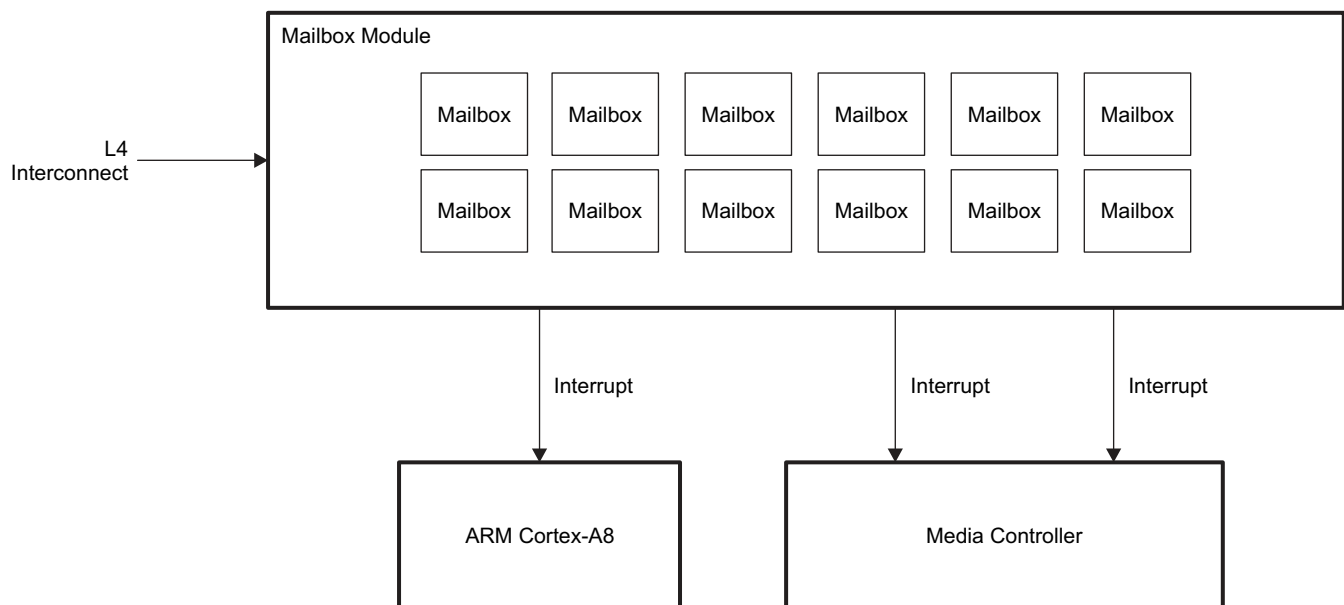 Mailbox Module
Mailbox Mailbox Mailbox Mailbox Mailbox Mailbox
L4
Interconnect
Mailbox Mailbox Mailbox Mailbox Mailbox Mailbox
Interrupt Interrupt Interrupt
ARM Cortex-A8 Media Controller